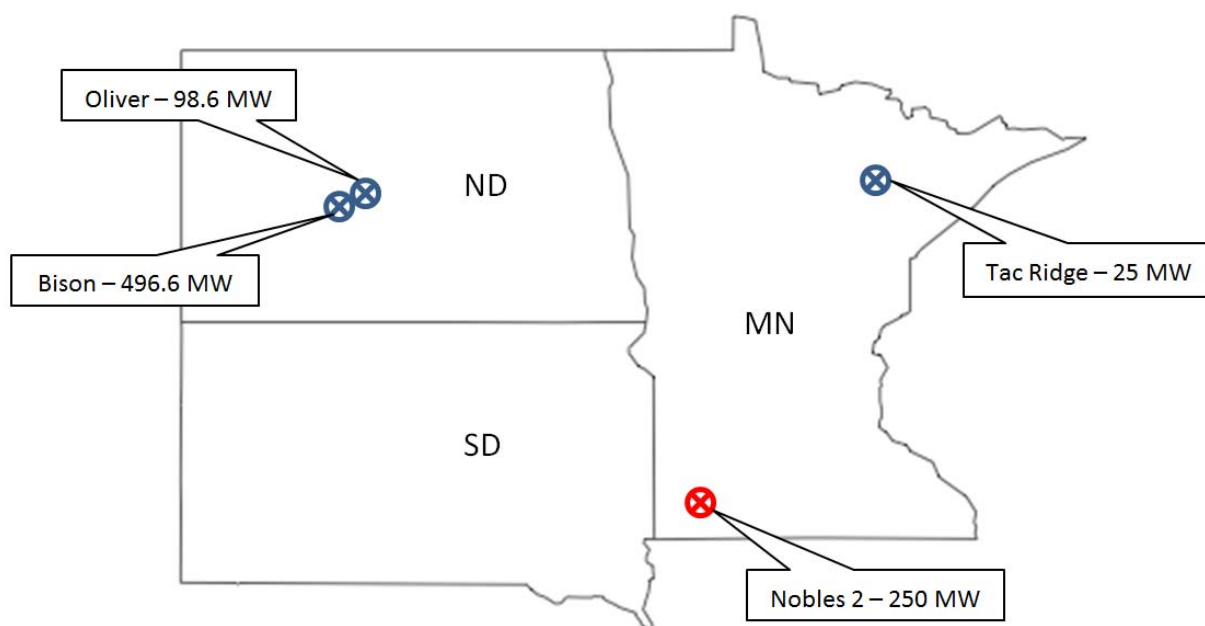 Oliver – 98.6 MW
ND
Bison – 496.6 MW
Tac Ridge – 25 MW
MN
SD
Nobles 2 – 250 MW